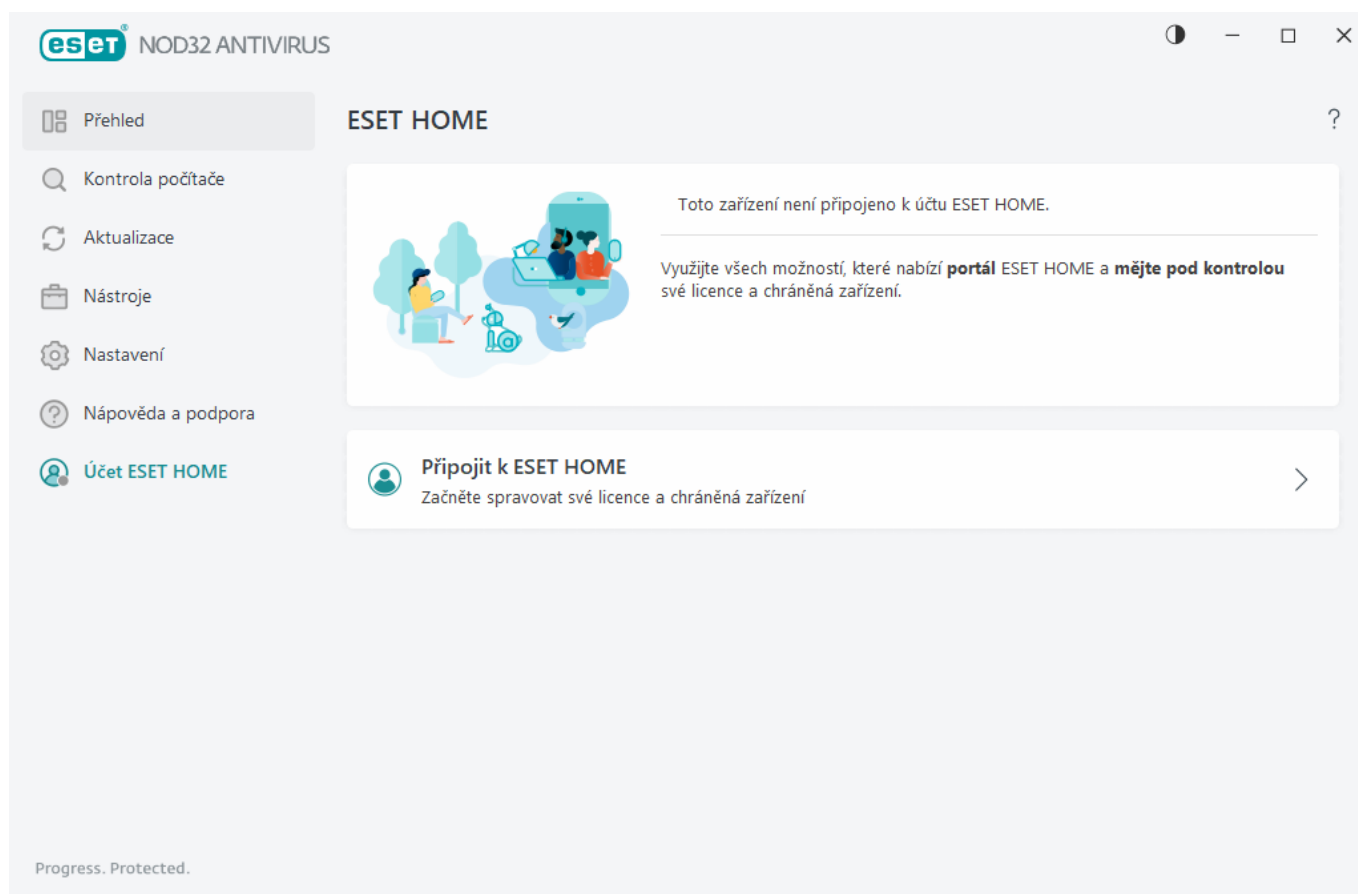 eset® NOD32 ANTIVIRUS
Přehled
Kontrola počítače
Aktualizace
Nástroje
Nastavení
Nápověda a podpora
Účet ESET HOME
ESET HOME
?
Toto zařízení není připojeno k účtu ESET HOME.
Využijte všech možností, které nabízí portál ESET HOME a mějte pod kontrolou
své licence a chráněná zařízení.
Připojit k ESET HOME
Začněte spravovat své licence a chráněná zařízení
Progress. Protected.